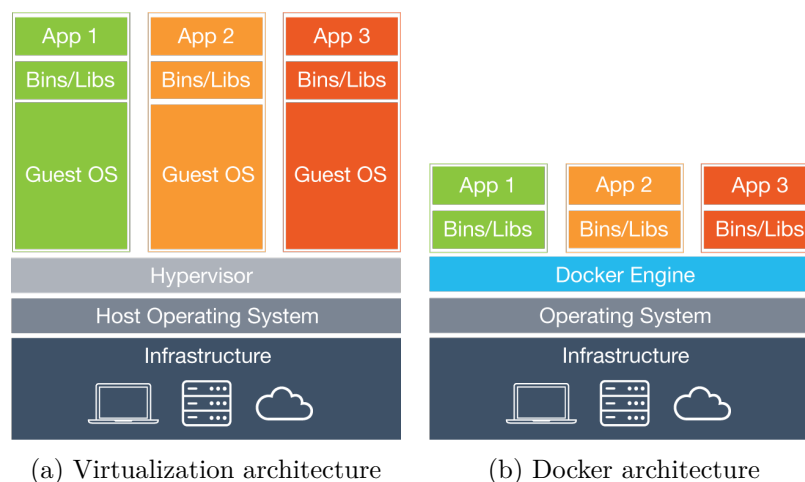 App 1
App 2
App 3
Bins/Libs
Bins/Libs
Bins/Libs
Guest OS
Guest OS
Guest OS
Hypervisor
Host Operating System
Infrastructure
(a) Virtualization architecture
App 1
App 2
App 3
Bins/Libs
Bins/Libs
Bins/Libs
Docker Engine
Operating System
Infrastructure
(b) Docker architecture